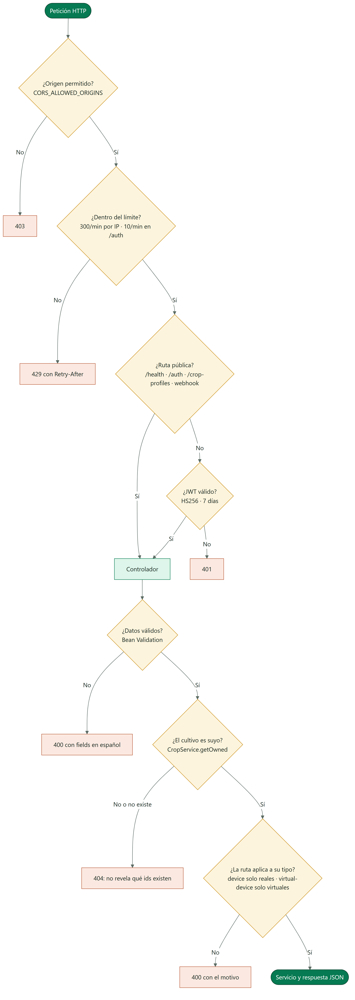 Petición HTTP
¿Origen permitido?
CORS_ALLOWED_ORIGINS
No
Sí
403
¿Dentro del límite?
300/min por IP · 10/min en
/auth
No
Sí
429 con Retry-After
¿Ruta pública?
/health · /auth · /crop-
profiles · webhook
No
Sí
¿JWT válido?
HS256 · 7 días
Sí
No
Controlador
401
¿Datos válidos?
Bean Validation
No
Sí
400 con fields en español
¿El cultivo es suyo?
CropService.getOwned
No o no existe
Sí
404: no revela qué ids existen
¿La ruta aplica a su tipo?
device solo reales · virtual-
device solo virtuales
No
Sí
400 con el motivo
Servicio y respuesta JSON